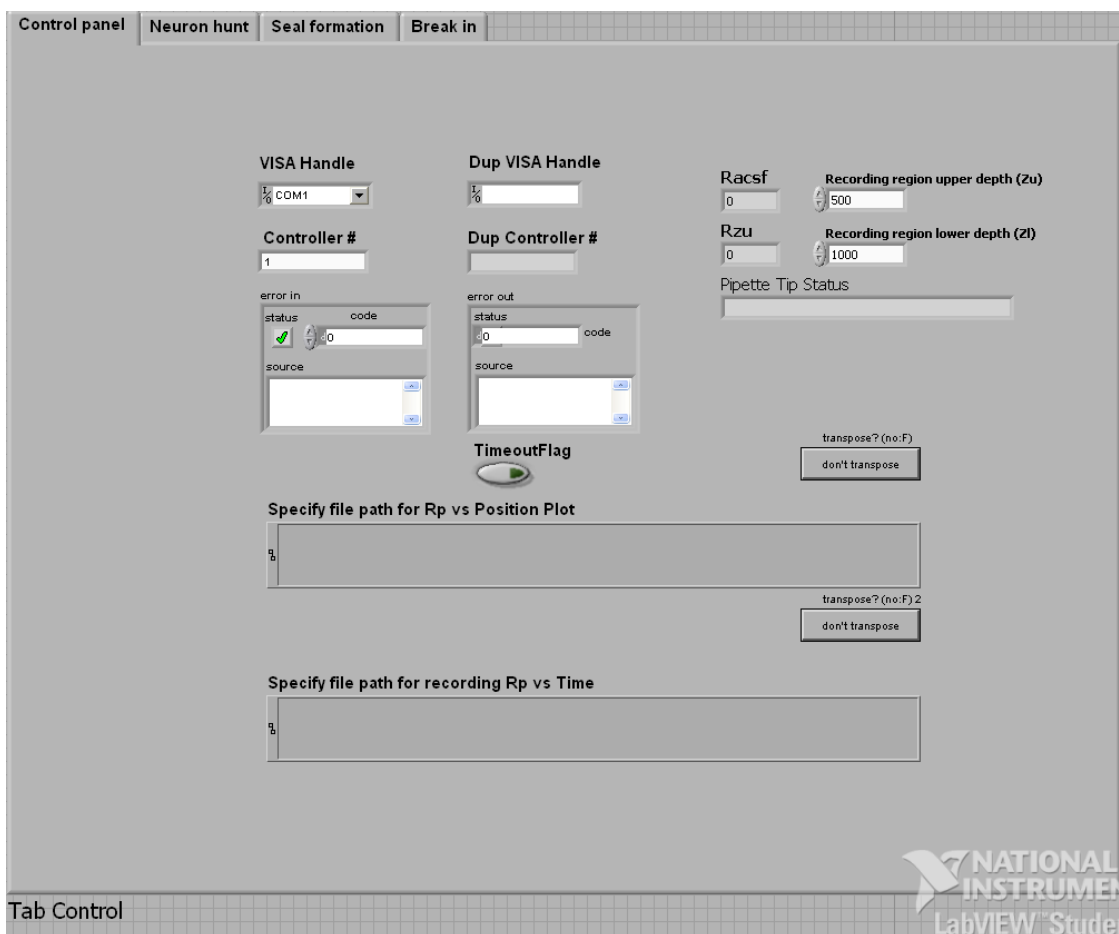 Control panel
Neuron hunt
Seal formation
Break in
VISA Handle
Dup VISA Handle
COM1
Racsf
0
Recording region upper depth (Zu)
500
Controller #
1
Dup Controller #
Rzu
0
Recording region lower depth (Zl)
1000
Pipette Tip Status
error in
status
code
0
source
error out
status
0
code
source
TimeoutFlag
transpose? (no:F)
don't transpose
Specify file path for Rp vs Position Plot
transpose? (no:F) 2
don't transpose
Specify file path for recording Rp vs Time
Tab Control
NATIONAL
INSTRUMEN
LabVIEW™ Stude